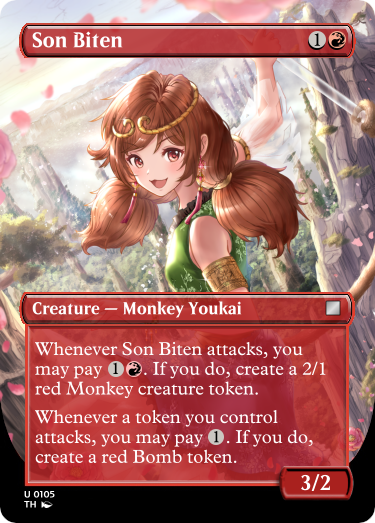 Son Biten 1
Creature — Monkey Youkai
Whenever Son Biten attacks, you
may pay 1. If you do, create a 2/1
red Monkey creature token.
Whenever a token you control
attacks, you may pay 1. If you do,
create a red Bomb token.
3/2
U 0105
TH